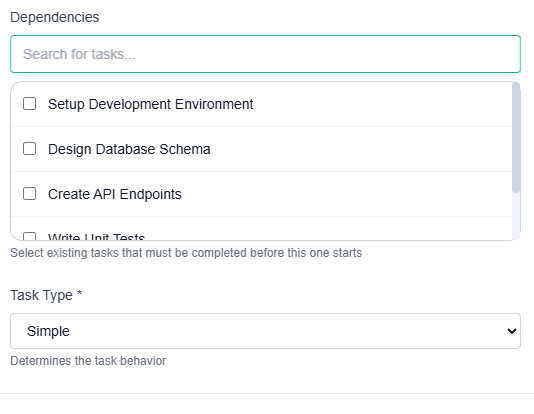 Dependencies
Search for tasks...
Setup Development Environment
Design Database Schema
Create API Endpoints
Write Unit Tests
Select existing tasks that must be completed before this one starts
Task Type *
Simple
Determines the task behavior